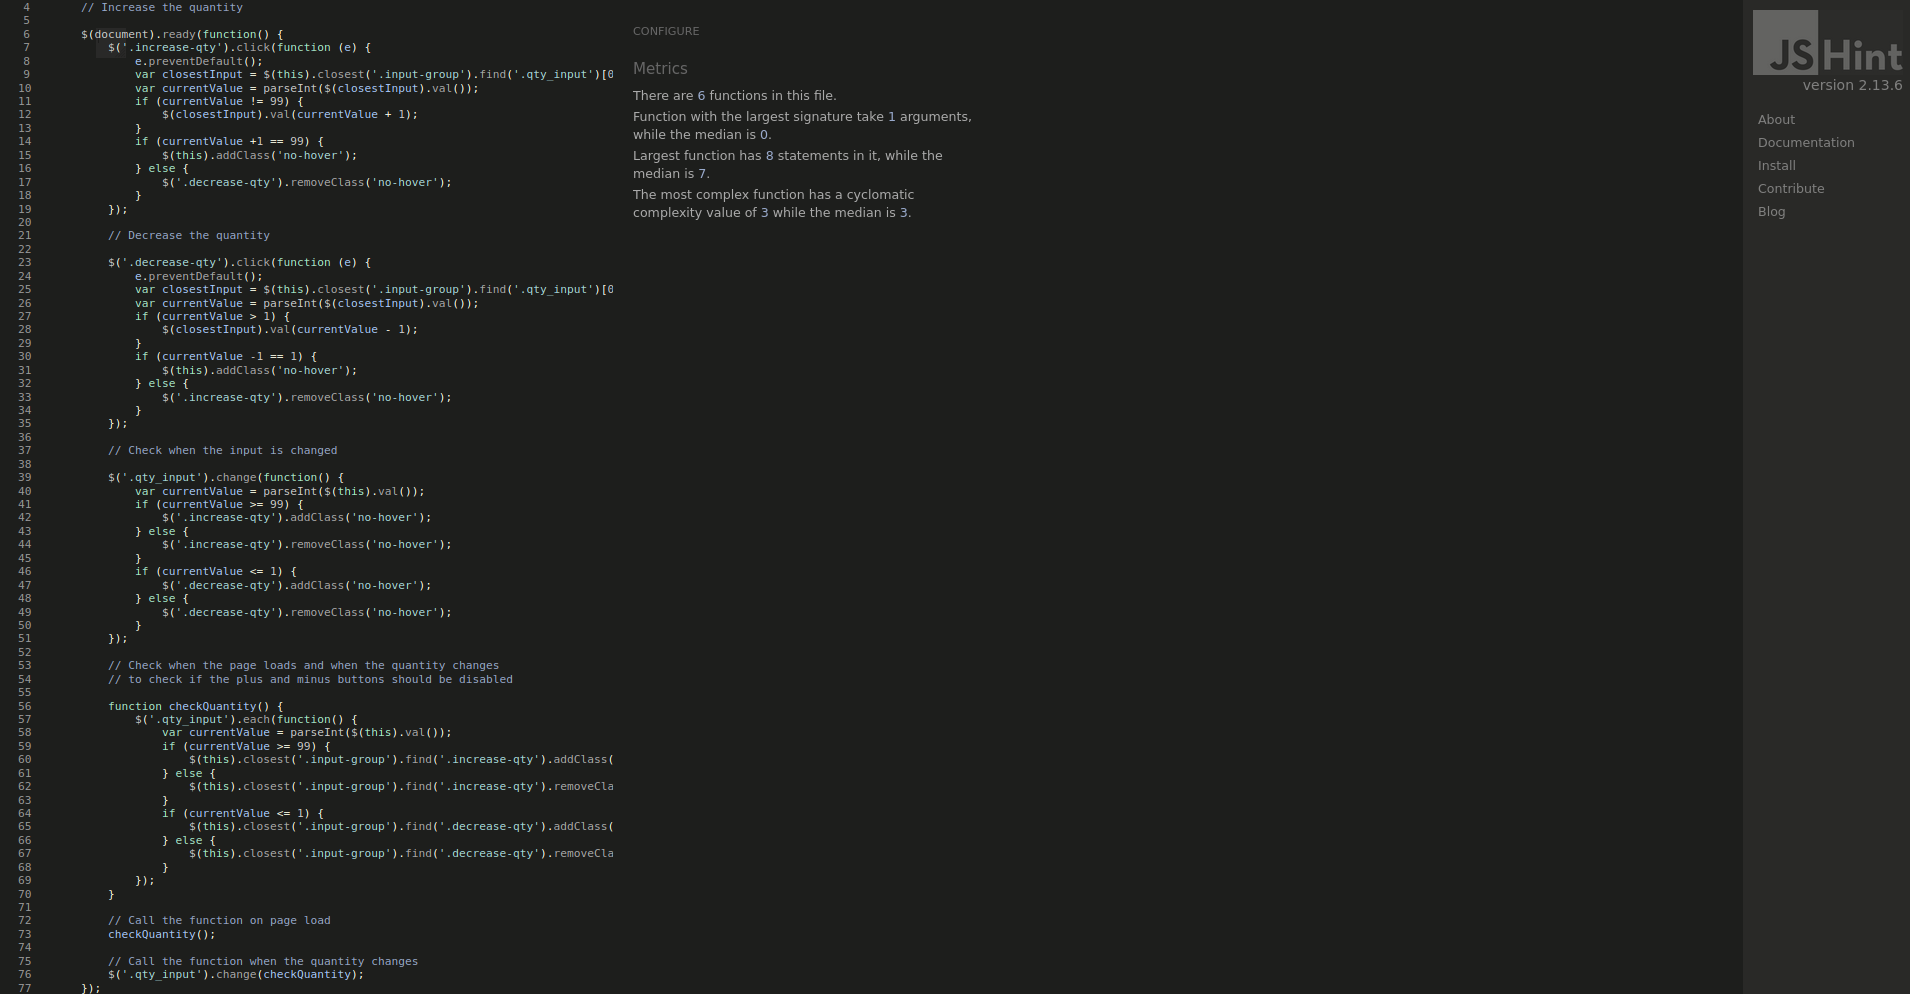 4 // Increase the quantity
5
6 $(document).ready(function() {
7 $('.increase-qty').click(function (e) {
8 e.preventDefault();
9 var closestInput = $(this).closest('.input-group').find('.qty_input')[0
10 var currentValue = parseInt($(closestInput).val());
11 if (currentValue != 99) {
12 $(closestInput).val(currentValue + 1);
13 }
14 if (currentValue +1 == 99) {
15 $(this).addClass('no-hover');
16 } else {
17 $('.decrease-qty').removeClass('no-hover');
18 }
19 });
20
21 // Decrease the quantity
22
23 $('.decrease-qty').click(function (e) {
24 e.preventDefault();
25 var closestInput = $(this).closest('.input-group').find('.qty_input')[0
26 var currentValue = parseInt($(closestInput).val());
27 if (currentValue > 1) {
28 $(closestInput).val(currentValue - 1);
29 }
30 if (currentValue -1 == 1) {
31 $(this).addClass('no-hover');
32 } else {
33 $('.increase-qty').removeClass('no-hover');
34 }
35 });
36
37 // Check when the input is changed
38
39 $('.qty_input').change(function() {
40 var currentValue = parseInt($(this).val());
41 if (currentValue >= 99) {
42 $('.increase-qty').addClass('no-hover');
43 } else {
44 $('.increase-qty').removeClass('no-hover');
45 }
46 if (currentValue <= 1) {
47 $('.decrease-qty').addClass('no-hover');
48 } else {
49 $('.decrease-qty').removeClass('no-hover');
50 }
51 });
52
53 // Check when the page loads and when the quantity changes
54 // to check if the plus and minus buttons should be disabled
55
56 function checkQuantity() {
57 $('.qty_input').each(function() {
58 var currentValue = parseInt($(this).val());
59 if (currentValue >= 99) {
60 $(this).closest('.input-group').find('.increase-qty').addClass(
61 } else {
62 $(this).closest('.input-group').find('.increase-qty').removeCla
63 }
64 if (currentValue <= 1) {
65 $(this).closest('.input-group').find('.decrease-qty').addClass(
66 } else {
67 $(this).closest('.input-group').find('.decrease-qty').removeCla
68 }
69 });
70 }
71
72 // Call the function on page load
73 checkQuantity();
74
75 // Call the function when the quantity changes
76 $('.qty_input').change(checkQuantity);
77 });
CONFIGURE
Metrics
There are 6 functions in this file.
Function with the largest signature take 1 arguments,
while the median is 0.
Largest function has 8 statements in it, while the
median is 7.
The most complex function has a cyclomatic
complexity value of 3 while the median is 3.
JSHint
version 2.13.6
About
Documentation
Install
Contribute
Blog